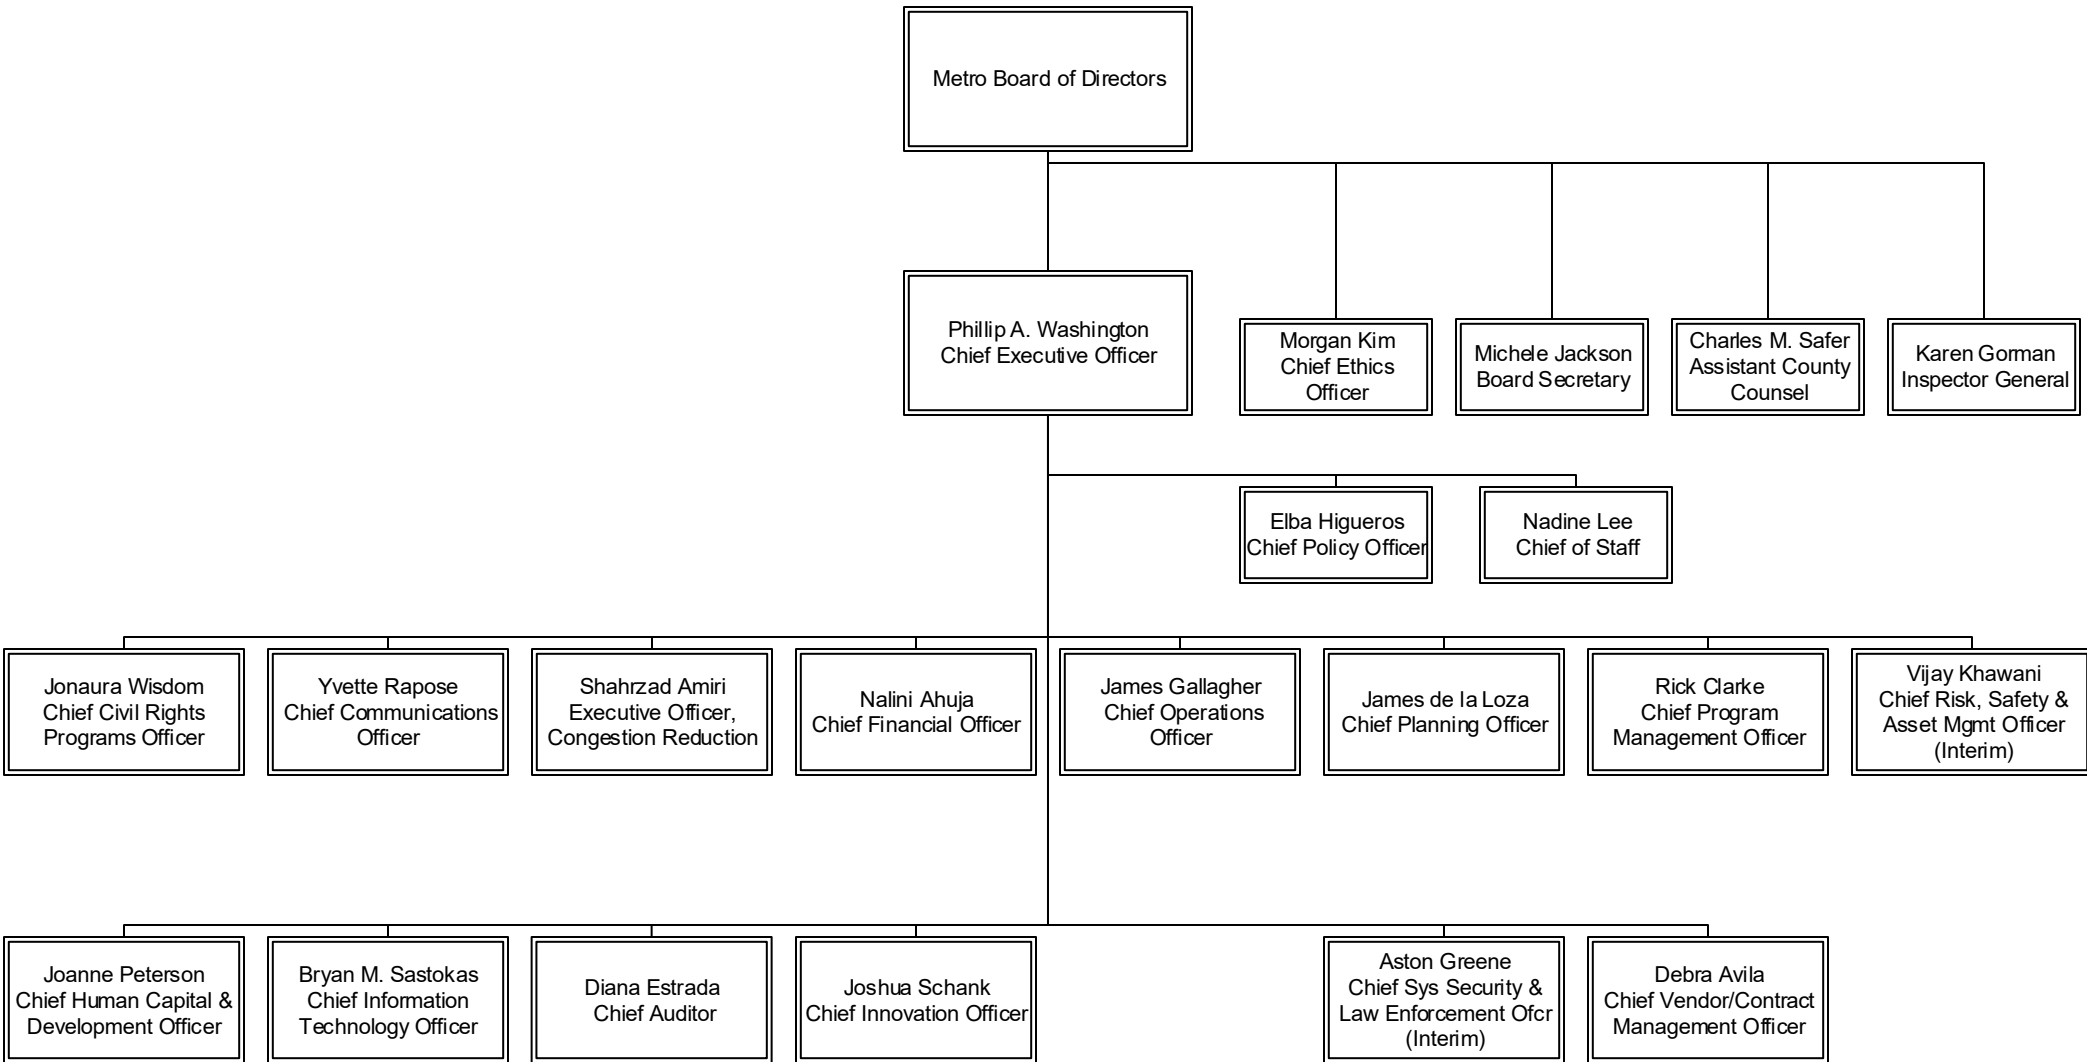 Metro Board of Directors
Phillip A. Washington
Chief Executive Officer
Morgan Kim
Chief Ethics
Officer
Michele Jackson
Board Secretary
Charles M. Safer
Assistant County
Counsel
Karen Gorman
Inspector General
Elba Higueros
Chief Policy Officer
Nadine Lee
Chief of Staff
Jonaura Wisdom
Chief Civil Rights
Programs Officer
Yvette Rapose
Chief Communications
Officer
Shahrzad Amiri
Executive Officer,
Congestion Reduction
Nalini Ahuja
Chief Financial Officer
James Gallagher
Chief Operations
Officer
James de la Loza
Chief Planning Officer
Rick Clarke
Chief Program
Management Officer
Vijay Khawani
Chief Risk, Safety &
Asset Mgmt Officer
(Interim)
Joanne Peterson
Chief Human Capital &
Development Officer
Bryan M. Sastokas
Chief Information
Technology Officer
Diana Estrada
Chief Auditor
Joshua Schank
Chief Innovation Officer
Aston Greene
Chief Sys Security &
Law Enforcement Ofcr
(Interim)
Debra Avila
Chief Vendor/Contract
Management Officer